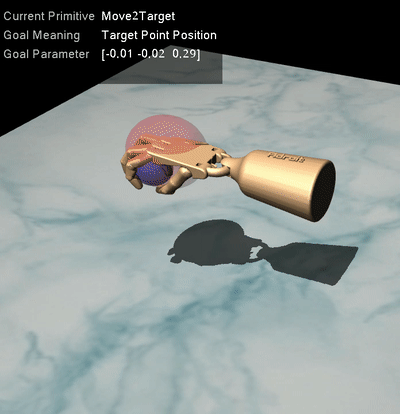 Current Primitive Move2Target
Goal Meaning Target Point Position
Goal Parameter [-0.01 -0.02 0.29]